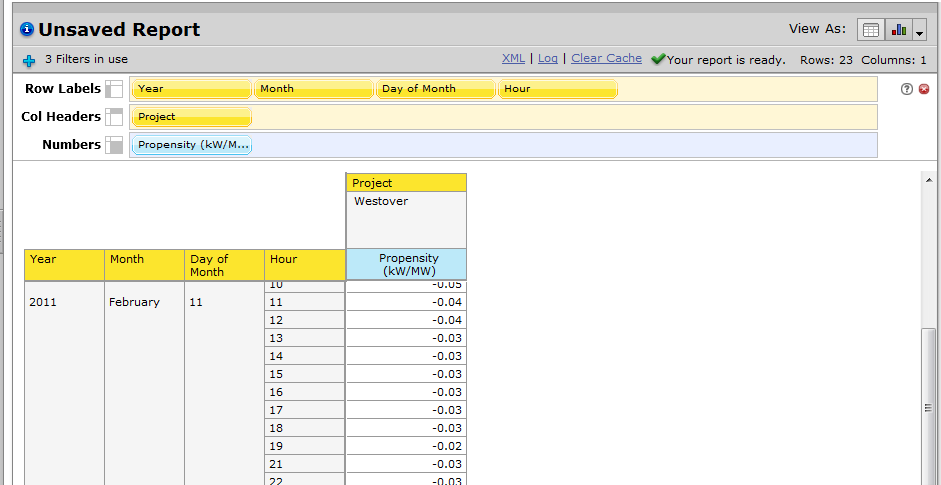 Unsaved Report
View As:
3 Filters in use
XML | Log | Clear Cache Your report is ready. Rows: 23 Columns: 1
Row Labels Year Month Day of Month Hour
Col Headers Project
Numbers Propensity (kW/M...
Project
Westover
Year Month Day of Month Hour Propensity (kW/MW)
10 -0.05
2011 February 11 11 -0.04
12 -0.04
13 -0.03
14 -0.03
15 -0.03
16 -0.03
17 -0.03
18 -0.03
19 -0.02
21 -0.03
22 -0.03